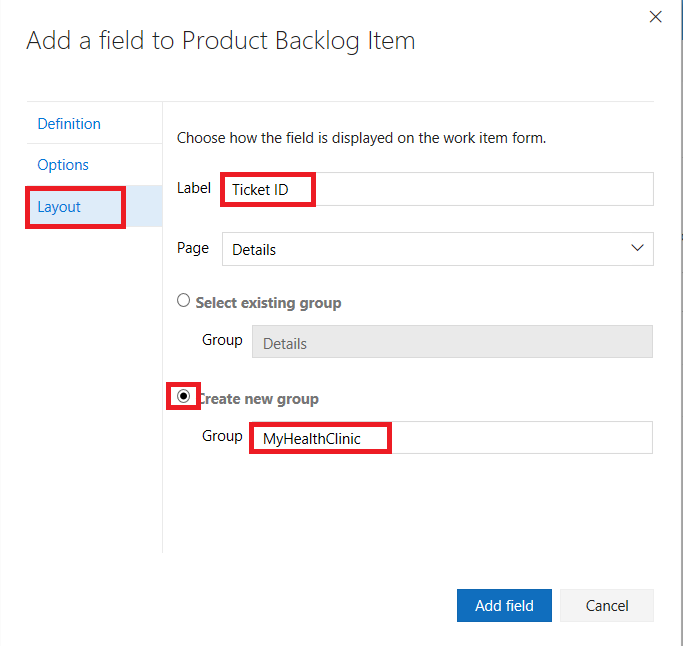 Add a field to Product Backlog Item
Definition
Options
Layout
Choose how the field is displayed on the work item form.
Label Ticket ID
Page Details
Select existing group
Group Details
Create new group
Group MyHealthClinic
Add field Cancel